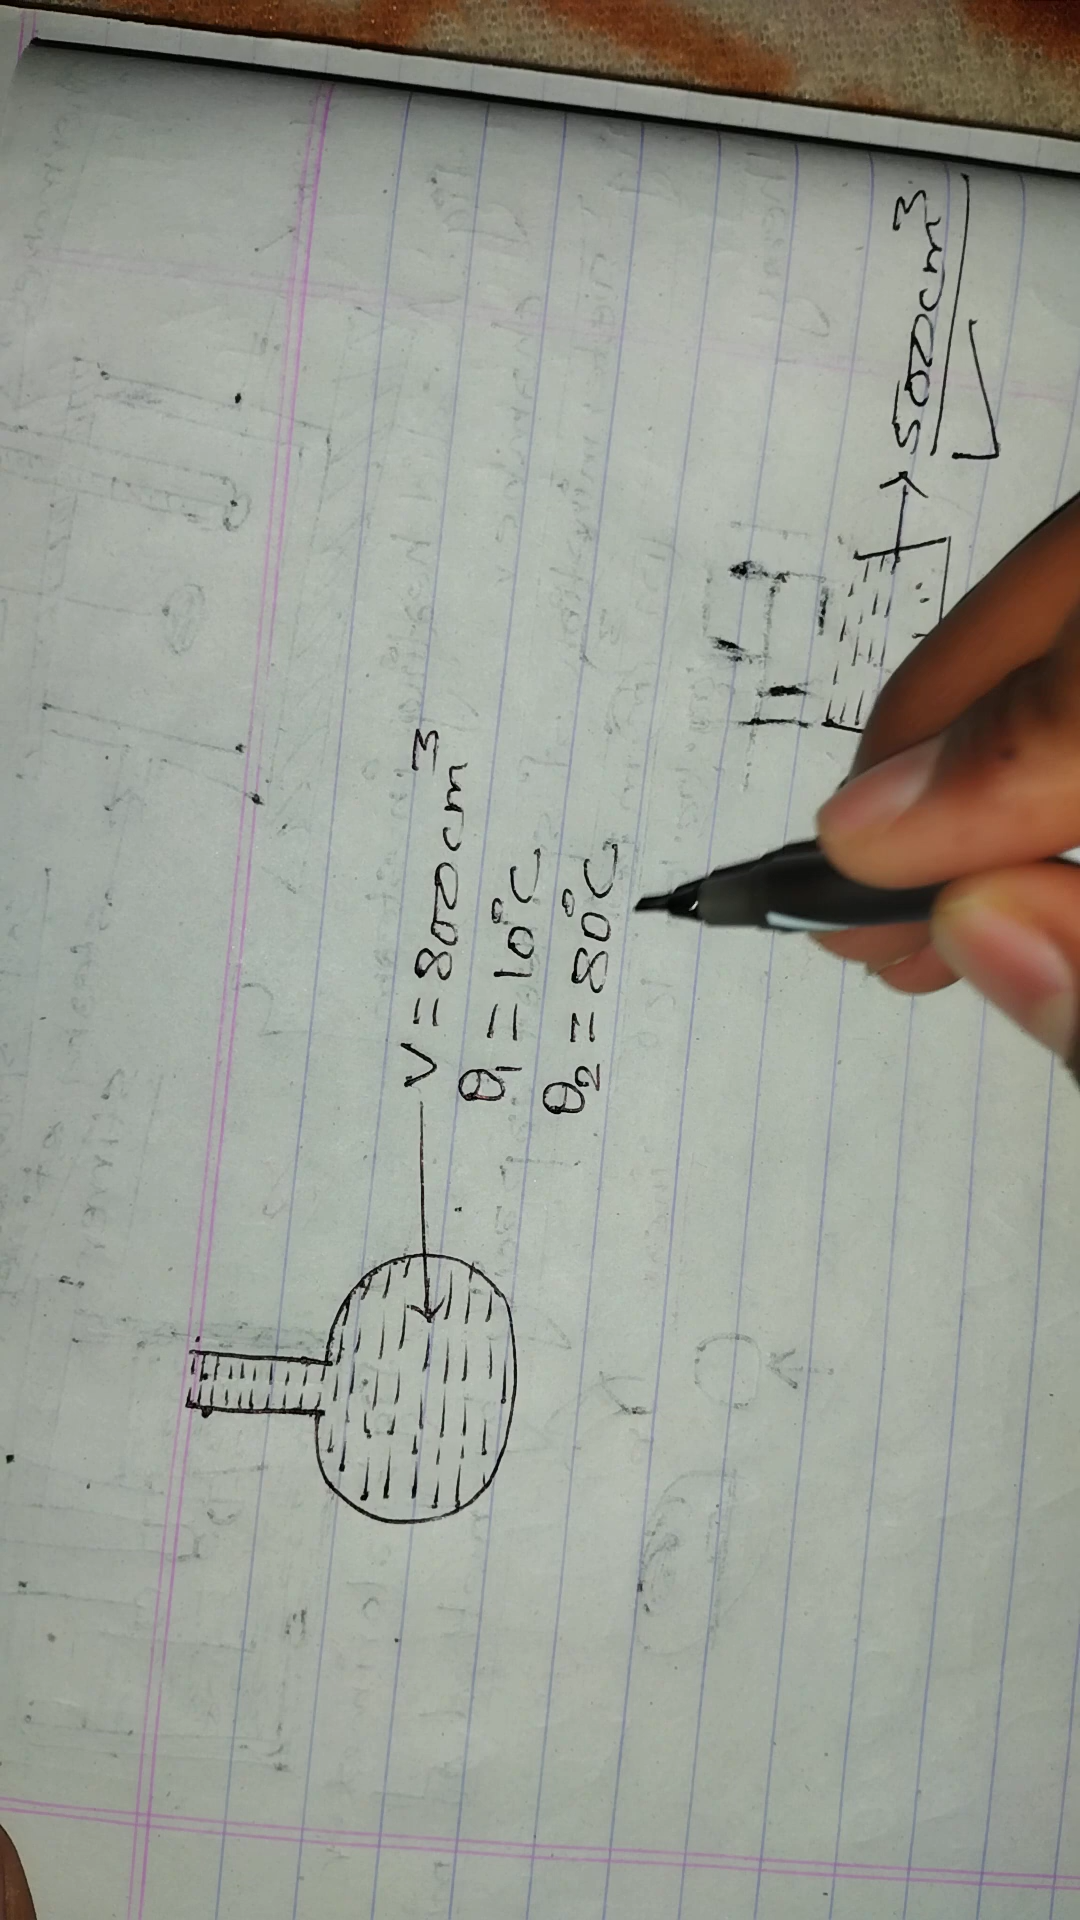 V = 800cm³
θ₁ = 10°C
θ₂ = 80°C
500cm³